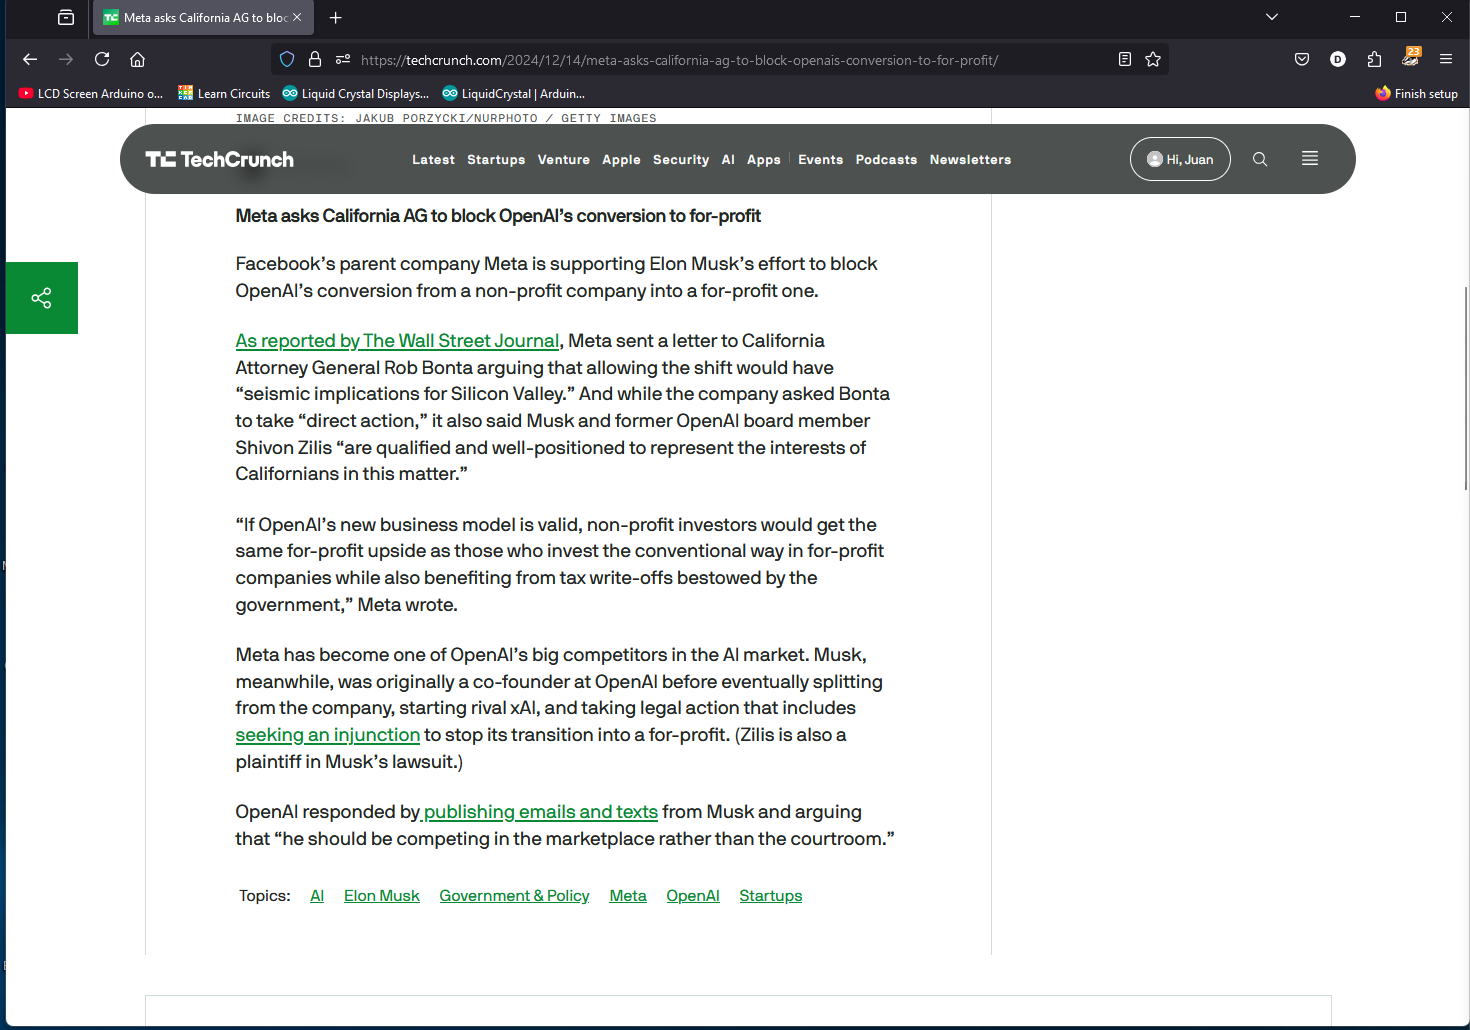 Meta asks California AG to bloc
https://techcrunch.com/2024/12/14/meta-asks-california-ag-to-block-openais-conversion-to-for-profit/
D
23
LCD Screen Arduino o...
Learn Circuits
Liquid Crystal Displays...
LiquidCrystal | Arduin...
Finish setup
IMAGE CREDITS: JAKUB PORZYCKI/NURPHOTO / GETTY IMAGES
TechCrunch
Latest Startups Venture Apple Security AI Apps Events Podcasts Newsletters
Hi, Juan
Meta asks California AG to block OpenAI’s conversion to for-profit
Facebook’s parent company Meta is supporting Elon Musk’s effort to block
OpenAI’s conversion from a non-profit company into a for-profit one.
As reported by The Wall Street Journal, Meta sent a letter to California
Attorney General Rob Bonta arguing that allowing the shift would have
“seismic implications for Silicon Valley.” And while the company asked Bonta
to take “direct action,” it also said Musk and former OpenAI board member
Shivon Zilis “are qualified and well-positioned to represent the interests of
Californians in this matter.”
“If OpenAI’s new business model is valid, non-profit investors would get the
same for-profit upside as those who invest the conventional way in for-profit
companies while also benefiting from tax write-offs bestowed by the
government,” Meta wrote.
Meta has become one of OpenAI’s big competitors in the AI market. Musk,
meanwhile, was originally a co-founder at OpenAI before eventually splitting
from the company, starting rival xAI, and taking legal action that includes
seeking an injunction to stop its transition into a for-profit. (Zilis is also a
plaintiff in Musk’s lawsuit.)
OpenAI responded by publishing emails and texts from Musk and arguing
that “he should be competing in the marketplace rather than the courtroom.”
Topics: AI Elon Musk Government & Policy Meta OpenAI Startups